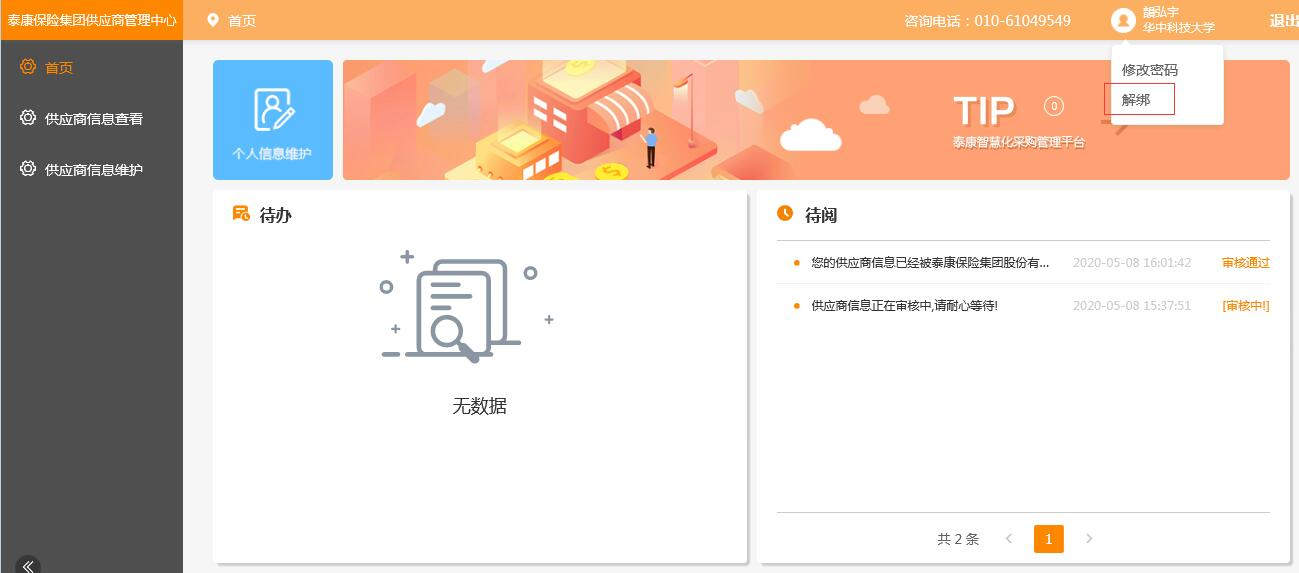 泰康保险集团供应商管理中心
首页
咨询电话：010-61049549
胡弘宇
华中科技大学
退出
首页
供应商信息查看
供应商信息维护
修改密码
解绑
个人信息维护
TIP
泰康智慧化采购管理平台
待办
无数据
待阅
您的供应商信息已经被泰康保险集团股份有... 2020-05-08 16:01:42 审核通过
供应商信息正在审核中,请耐心等待! 2020-05-08 15:37:51 [审核中!]
共 2 条 1